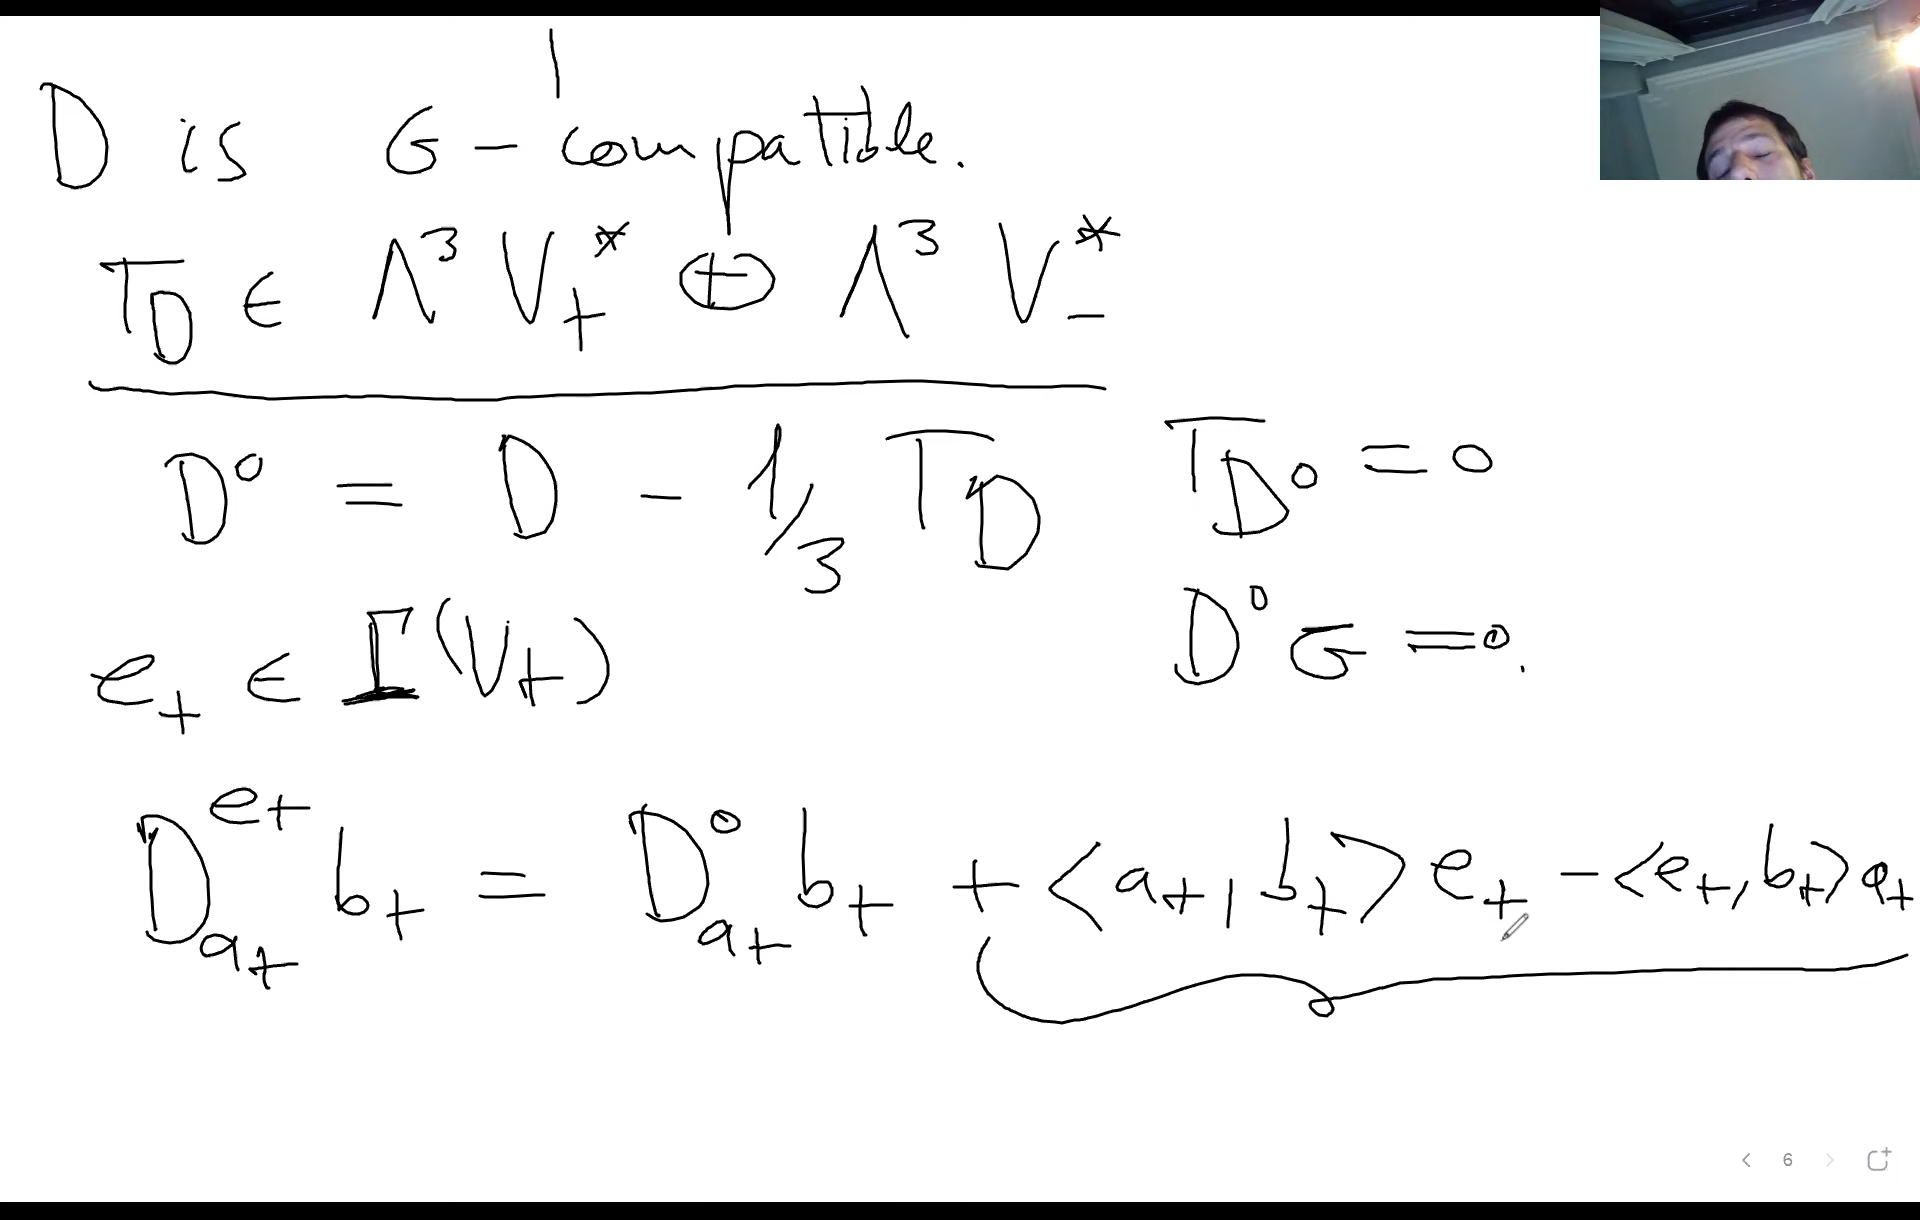 D is G-compatible.
T_D ∈ Λ³ V₊* ⊕ Λ³ V₋*
D⁰ = D - 1/3 T_D
T_{D⁰} = 0
D⁰G = 0.
e₊ ∈ Γ(V₊)
D^{e₊}_{a₊} b₊ = D⁰_{a₊} b₊ + <a₊, b₊> e₊ - <e₊, b₊> a₊
6